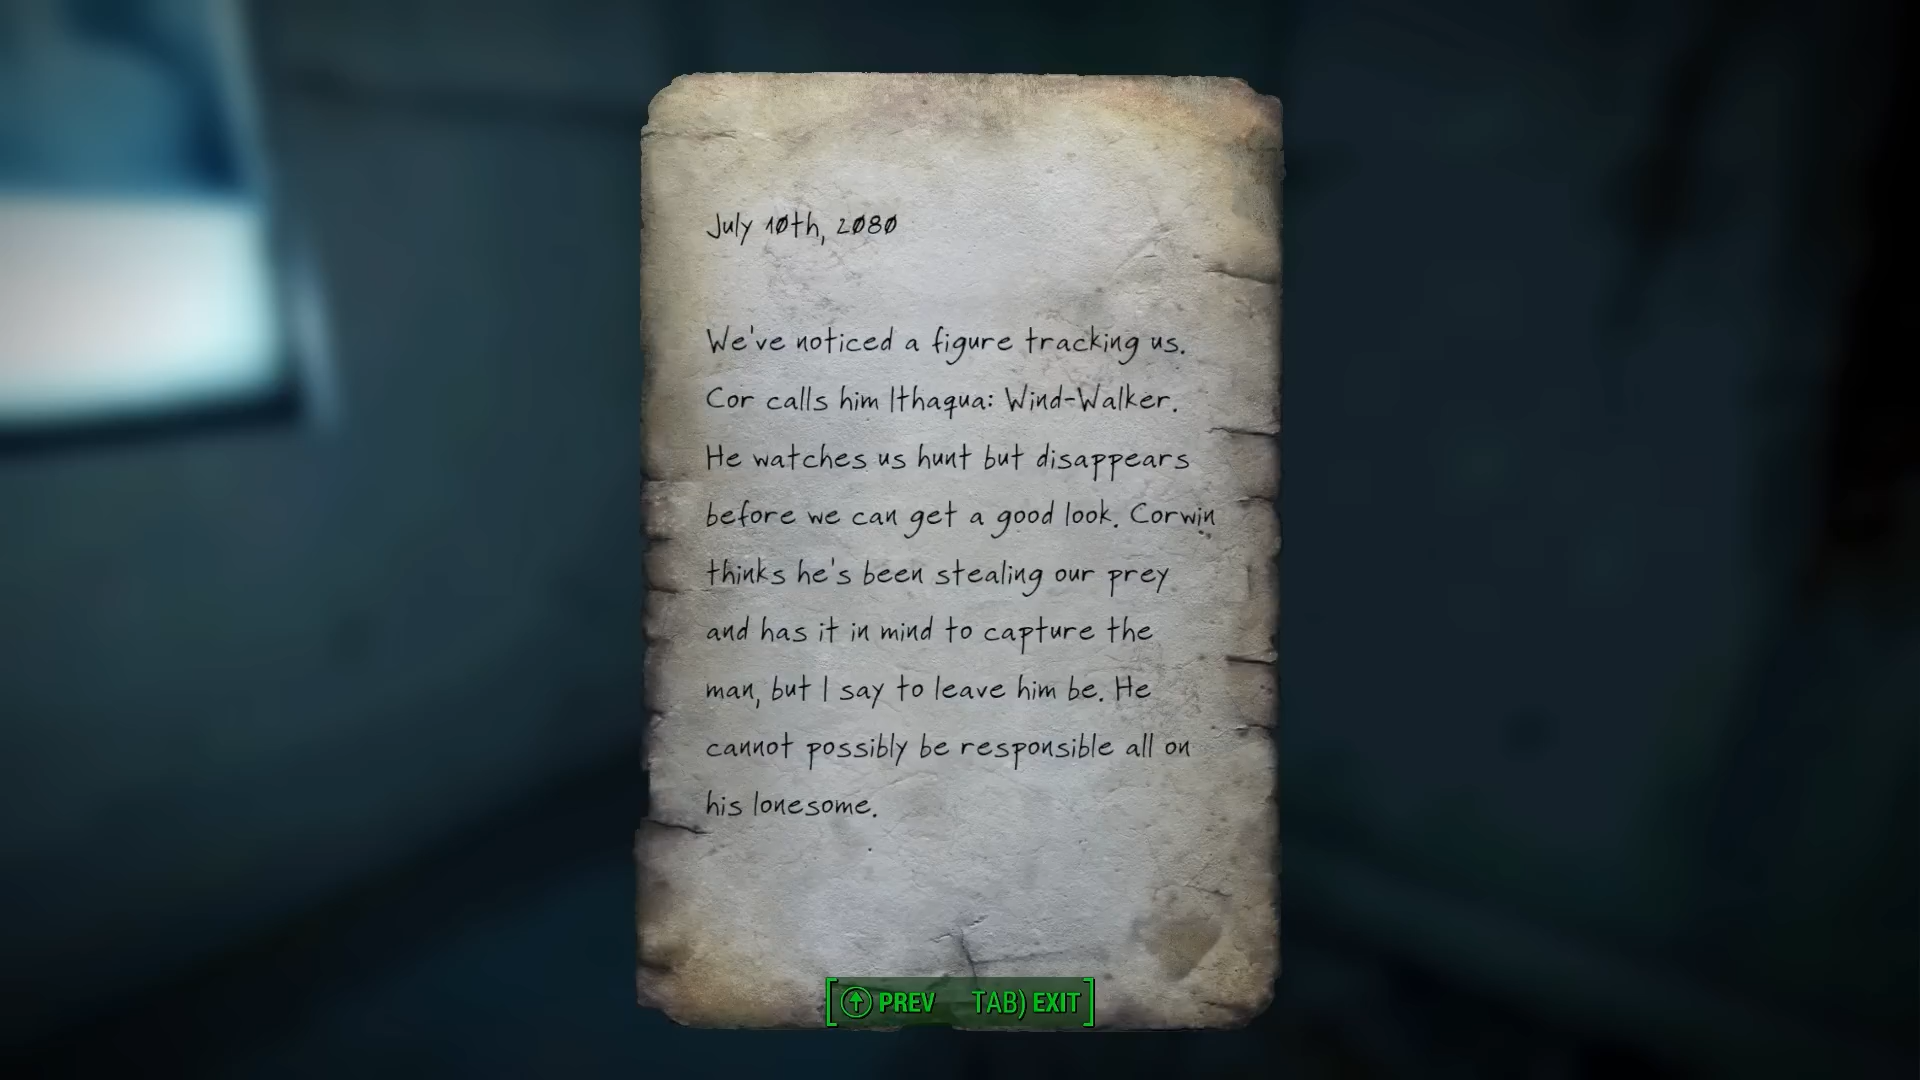 July 10th, 2080
We've noticed a figure tracking us.
Cor calls him Ithaqua: Wind-Walker.
He watches us hunt but disappears
before we can get a good look. Corwin
thinks he's been stealing our prey
and has it in mind to capture the
man, but I say to leave him be. He
cannot possibly be responsible all on
his lonesome.
PREV TAB) EXIT